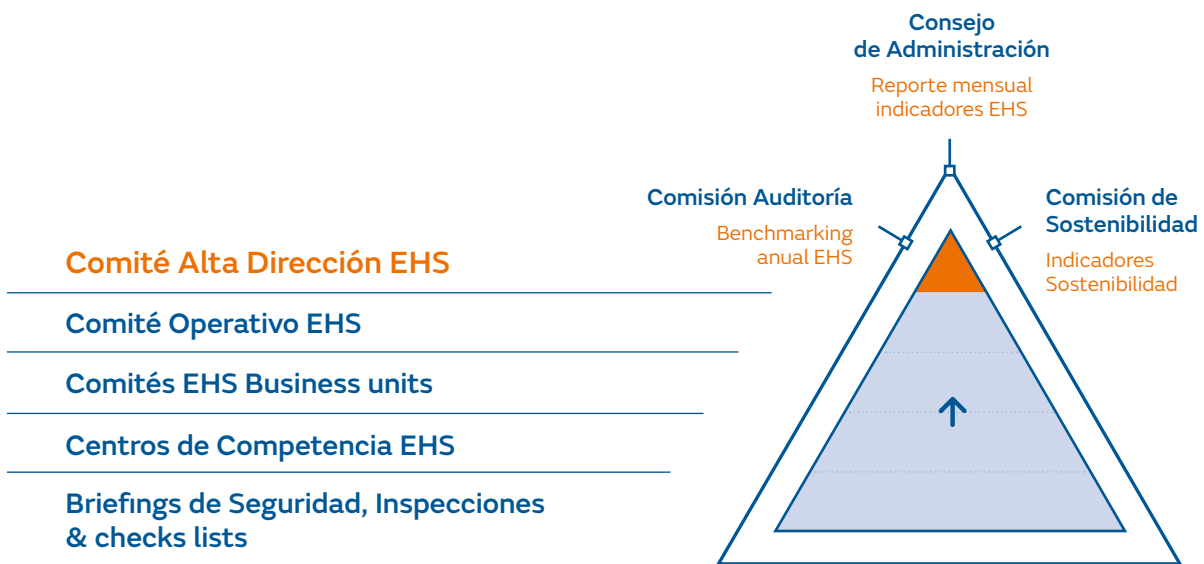 Consejo
de Administración
Reporte mensual
indicadores EHS
Comisión Auditoría
Benchmarking
anual EHS
Comisión de
Sostenibilidad
Indicadores
Sostenibilidad
Comité Alta Dirección EHS
Comité Operativo EHS
Comités EHS Business units
Centros de Competencia EHS
Briefings de Seguridad, Inspecciones
& checks lists